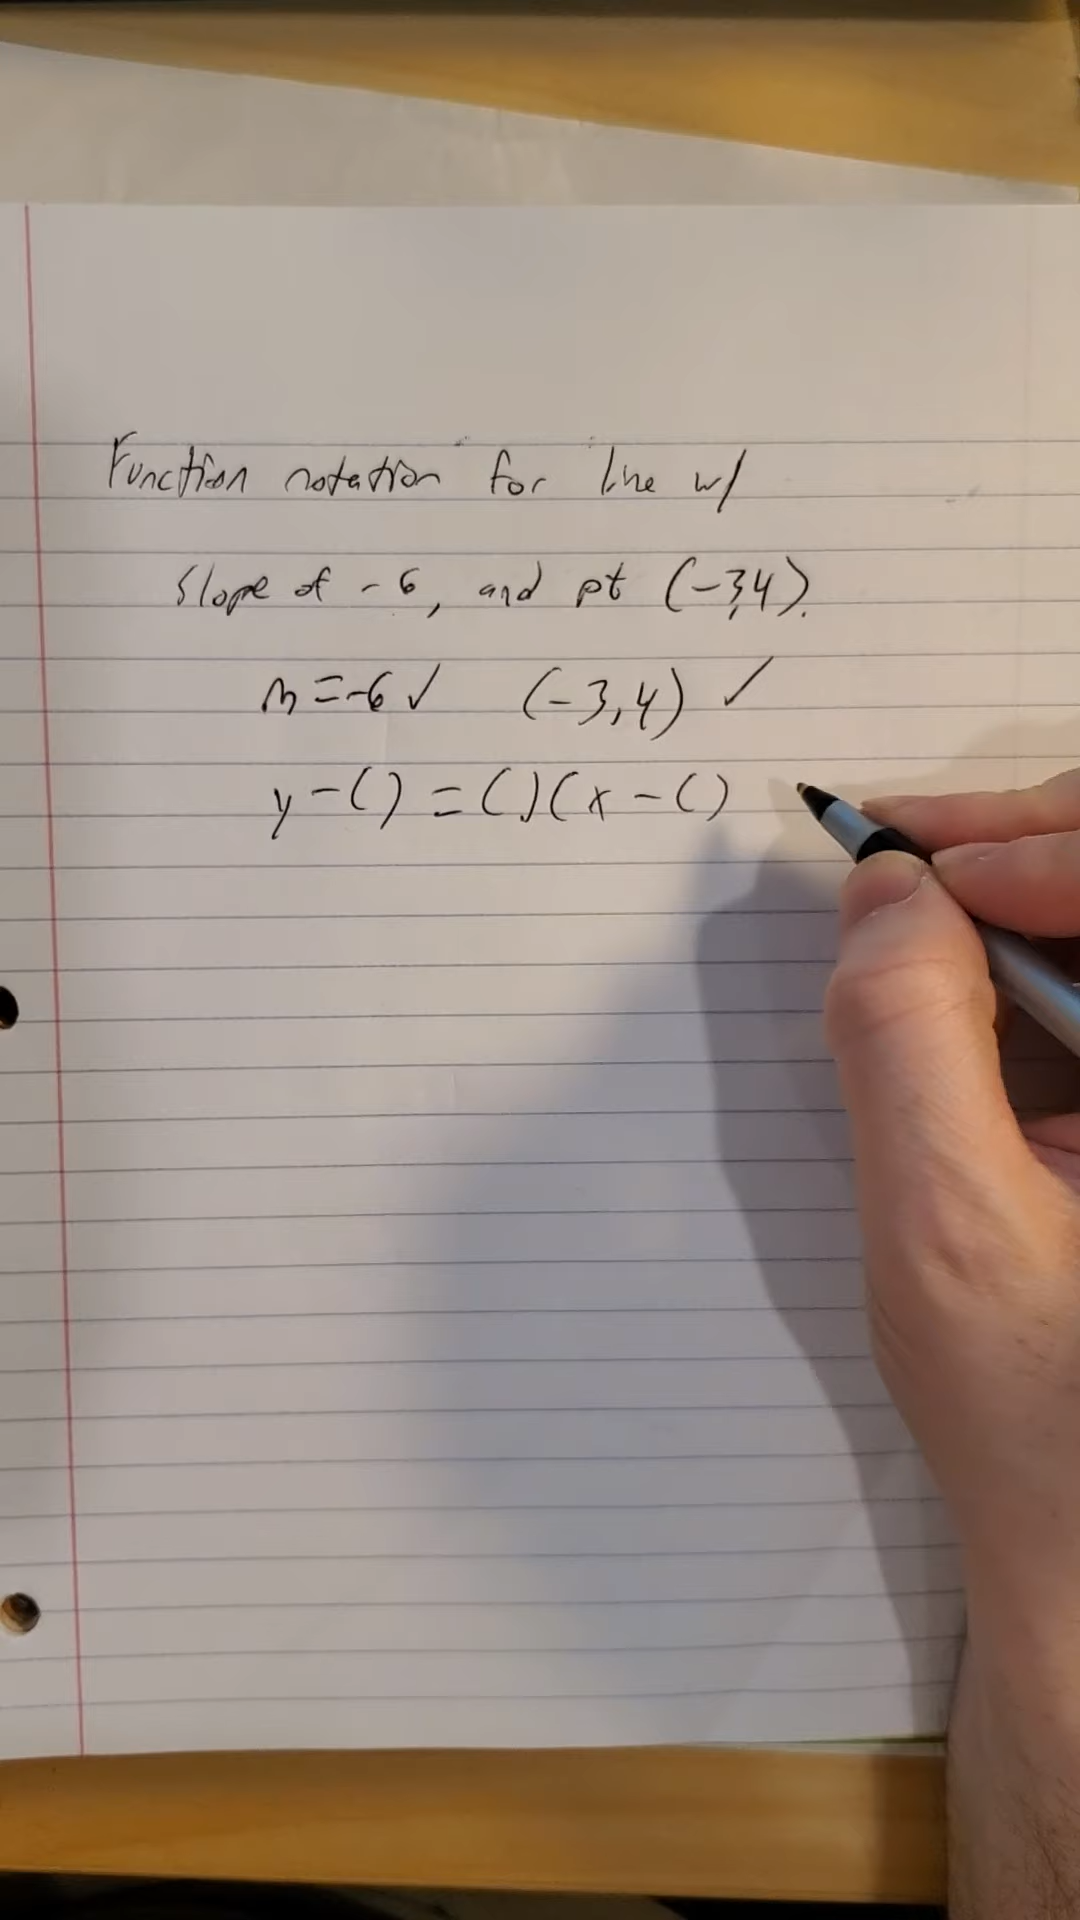 Function notation for line w/
slope of -6, and pt (-3,4).
m = -6 ✓ (-3,4) ✓
y - ( ) = ( )(x - ( )